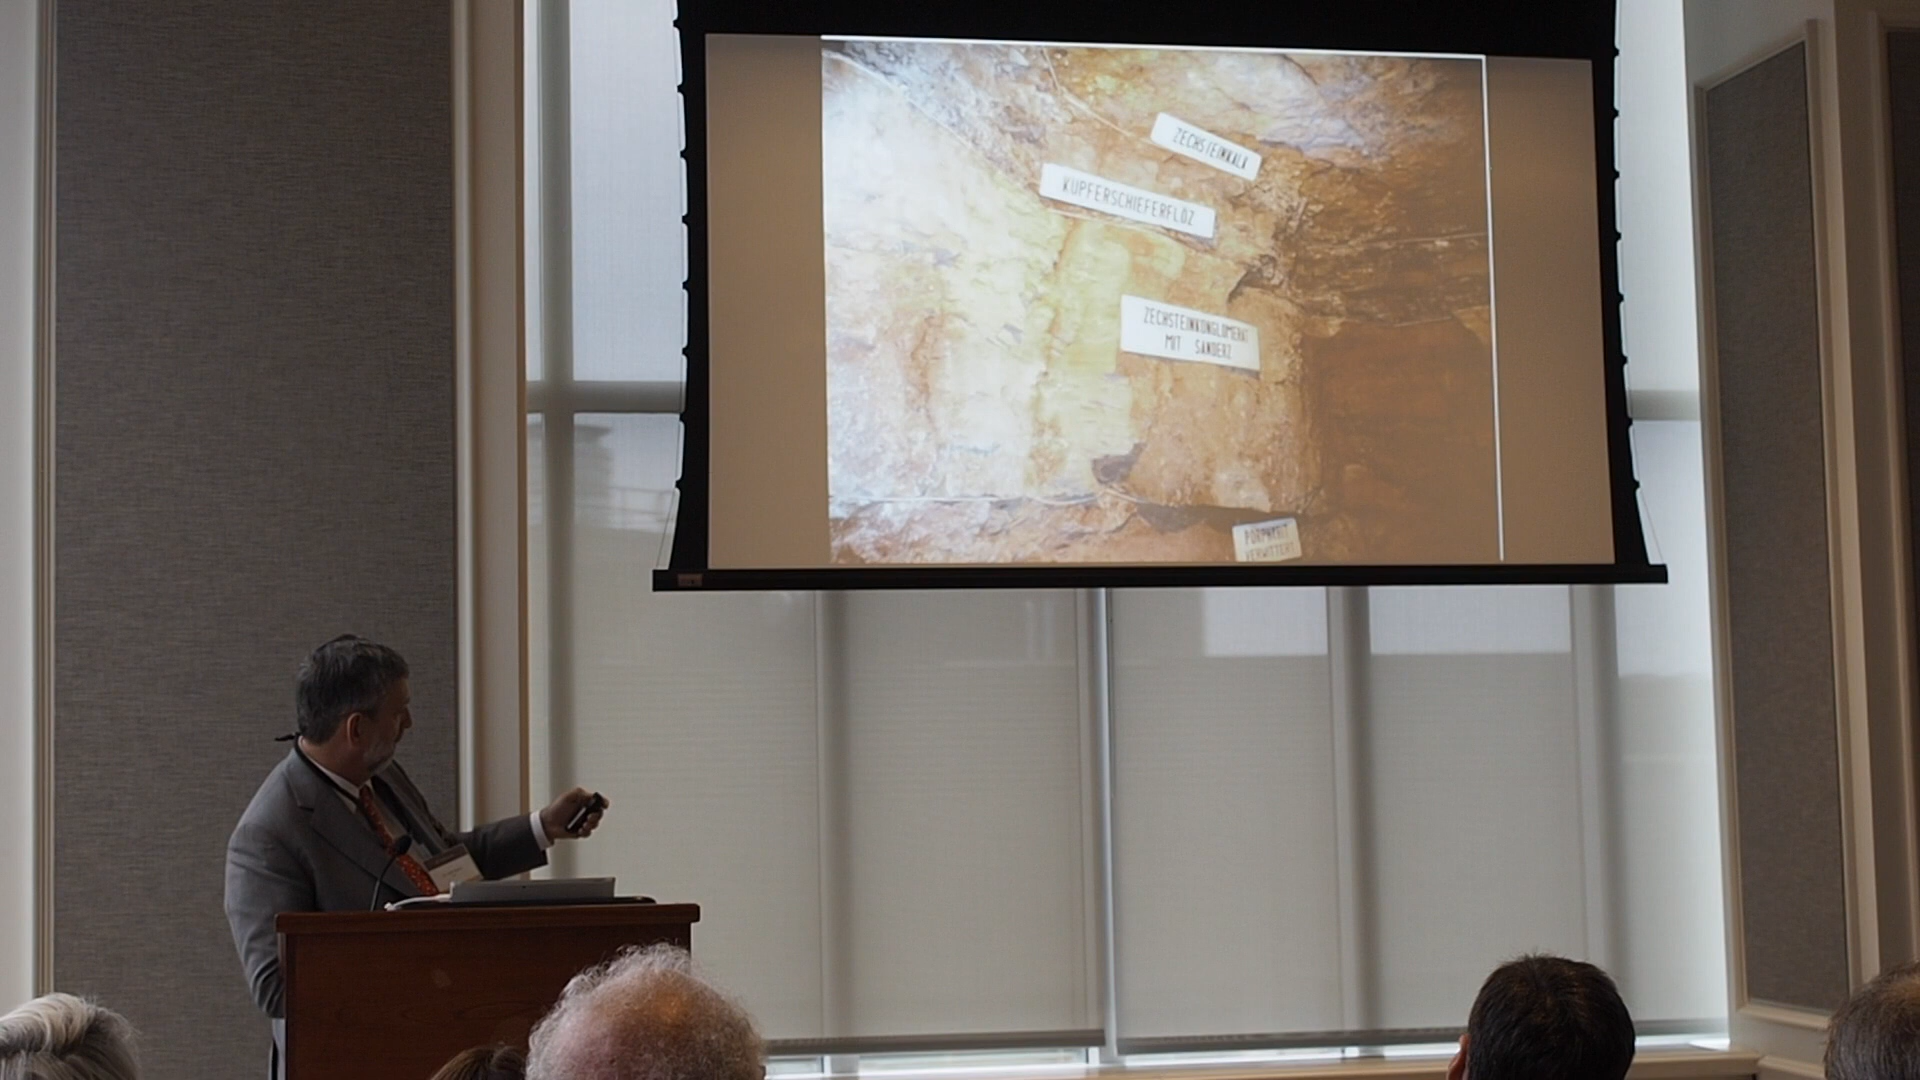 ZECHSTEINKALK
KUPFERSCHIEFERFLÖZ
ZECHSTEINKONGLOMERAT
MIT SANDERZ
PORPHYRIT
VERWITTERT